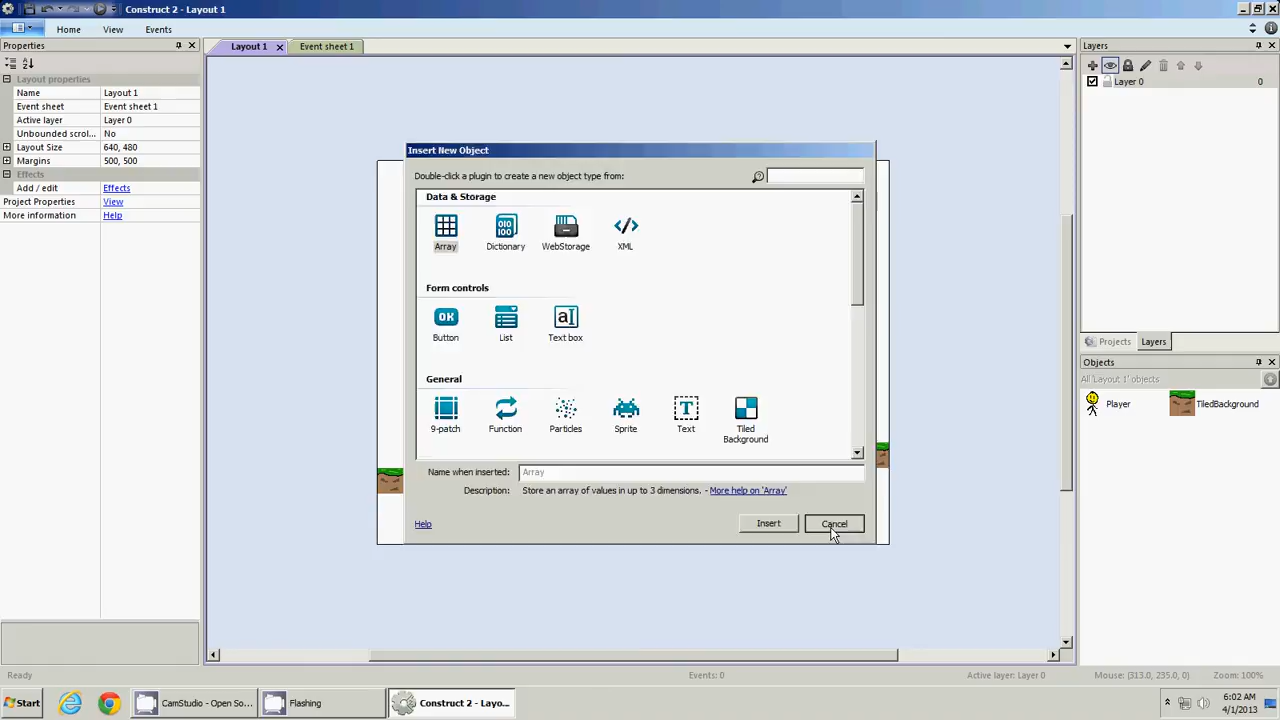 Construct 2 - Layout 1
Home View Events
Properties
Layout properties
Name Layout 1
Event sheet Event sheet 1
Active layer Layer 0
Unbounded scrol... No
Layout Size 640, 480
Margins 500, 500
Effects
Add / edit Effects
Project Properties View
More information Help
Layout 1 Event sheet 1
Insert New Object
Double-click a plugin to create a new object type from:
Data & Storage
Array Dictionary WebStorage XML
Form controls
OK aI
Button List Text box
General
T
9-patch Function Particles Sprite Text Tiled Background
Name when inserted: Array
Description: Store an array of values in up to 3 dimensions. - More help on 'Array'
Help Insert Cancel
Layers
Layer 0 0
Projects Layers
Objects
All 'Layout 1' objects
Player TiledBackground
Ready Events: 0 Active layer: Layer 0 Mouse: (313.0, 235.0, 0) Zoom: 100%
Start CamStudio - Open So... Flashing Construct 2 - Layo...
6:02 AM
4/1/2013